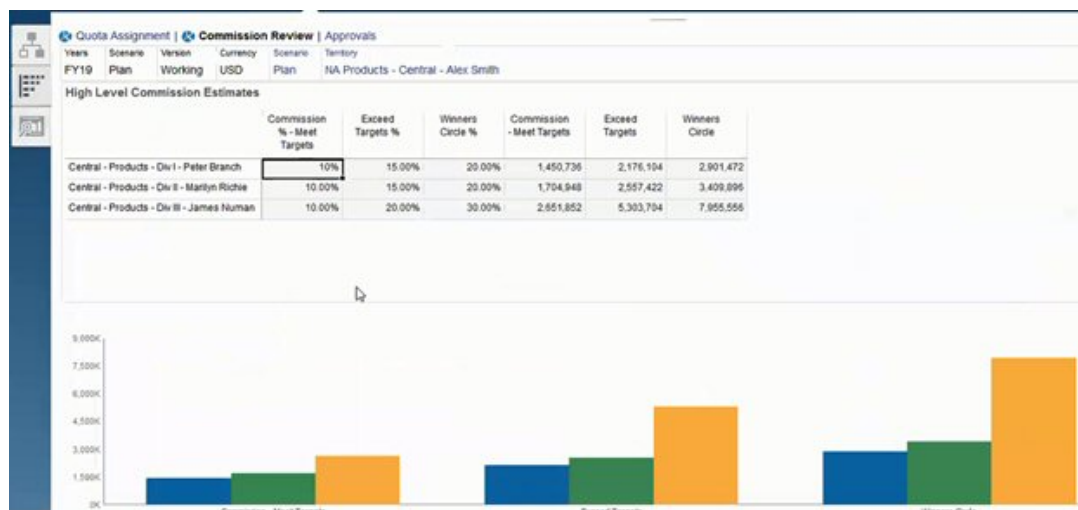 Quota Assignment | Commission Review | Approvals
Years Scenario Version Currency Scenario Territory
FY19 Plan Working USD Plan NA Products - Central - Alex Smith
High Level Commission Estimates
Commission % - Meet Targets Exceed Targets % Winners Circle % Commission - Meet Targets Exceed Targets Winners Circle
Central - Products - Div I - Peter Branch 10% 15.00% 20.00% 1,450,736 2,176,104 2,901,472
Central - Products - Div II - Marilyn Richie 10.00% 15.00% 20.00% 1,704,948 2,557,422 3,409,896
Central - Products - Div III - James Numan 10.00% 20.00% 30.00% 2,651,852 5,303,704 7,955,556
9,000K
7,500K
6,000K
4,500K
3,000K
1,500K
0K